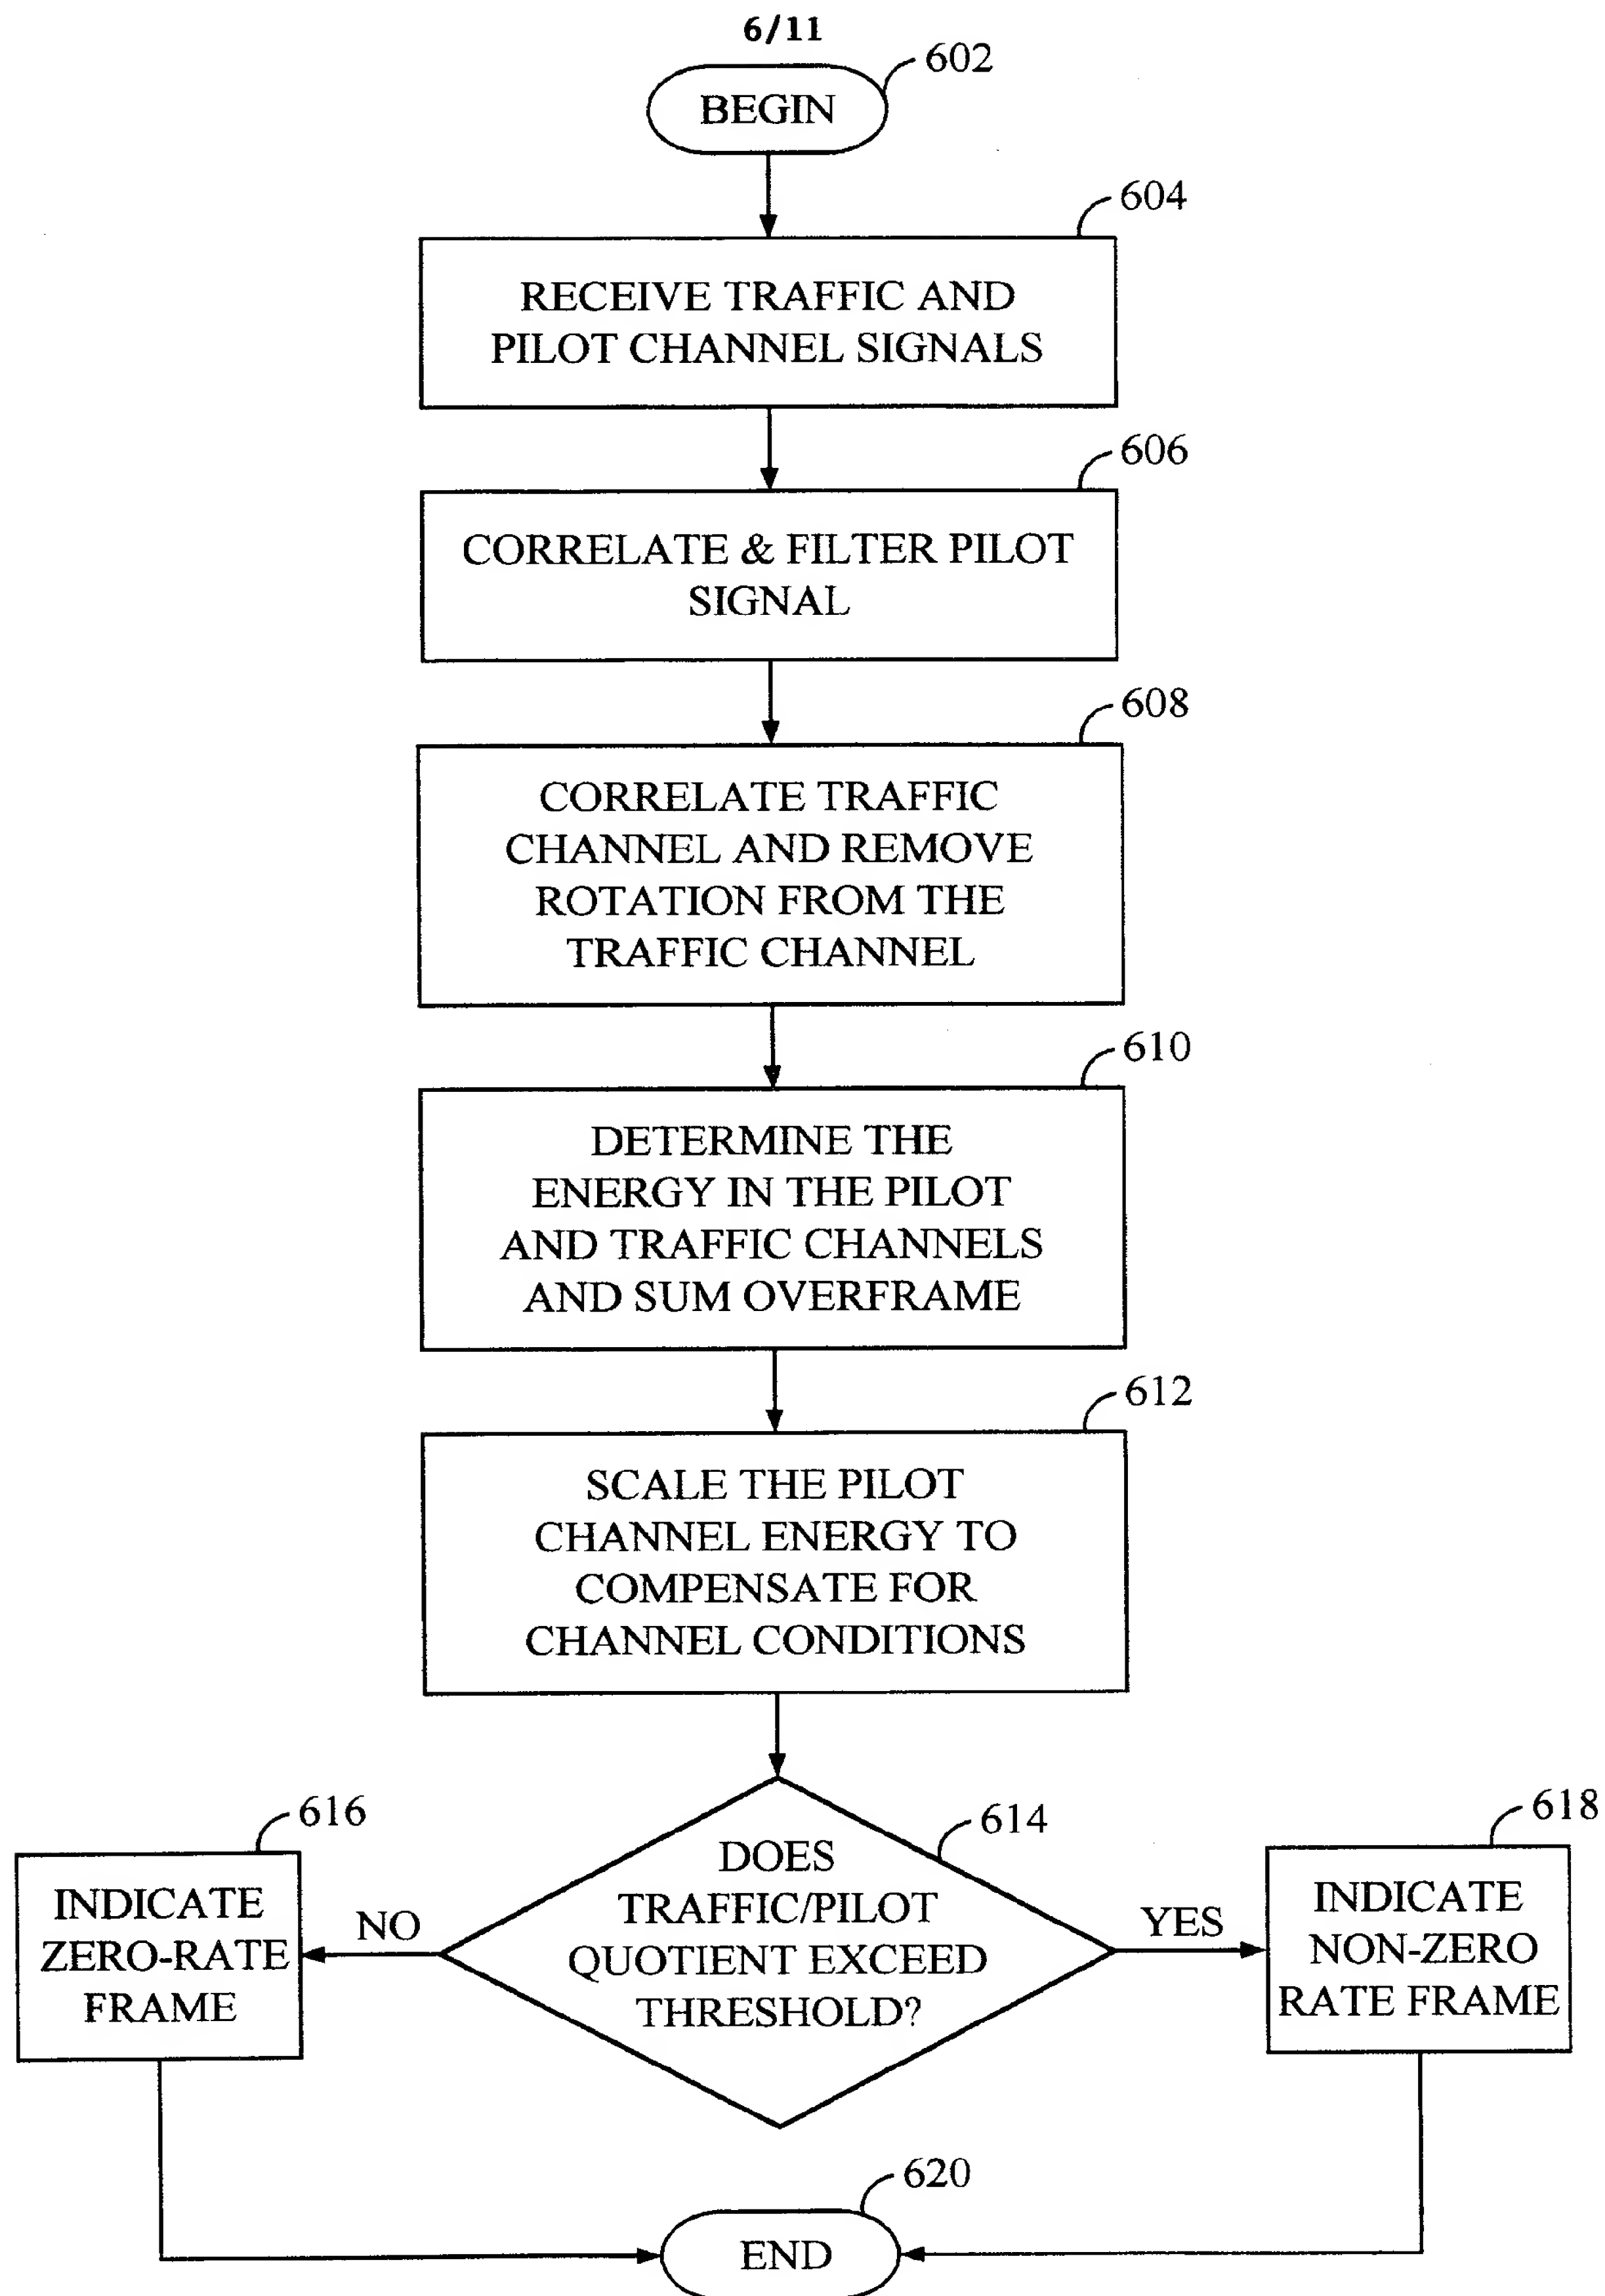 6/11
602
BEGIN
604
RECEIVE TRAFFIC AND
PILOT CHANNEL SIGNALS
606
CORRELATE & FILTER PILOT
SIGNAL
608
CORRELATE TRAFFIC
CHANNEL AND REMOVE
ROTATION FROM THE
TRAFFIC CHANNEL
610
DETERMINE THE
ENERGY IN THE PILOT
AND TRAFFIC CHANNELS
AND SUM OVERFRAME
612
SCALE THE PILOT
CHANNEL ENERGY TO
COMPENSATE FOR
CHANNEL CONDITIONS
616
INDICATE
ZERO-RATE
FRAME
NO
614
DOES
TRAFFIC/PILOT
QUOTIENT EXCEED
THRESHOLD?
YES
618
INDICATE
NON-ZERO
RATE FRAME
620
END